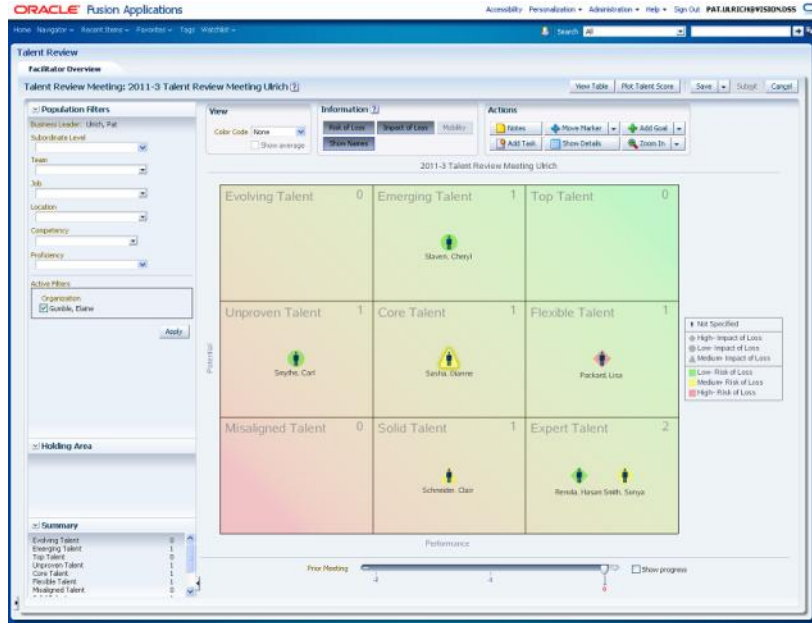 ORACLE Fusion Applications
Accessibility Personalization Administration Help Sign Out PAT.ULRICH@VISION.DSS
Home Navigator Recent Items Favorites Tags Watchlist Search All
Talent Review
Facilitator Overview
Talent Review Meeting: 2011-3 Talent Review Meeting Ulrich
View Table Plot Talent Score Save Submit Cancel
Population Filters
Business Leader: Ulrich, Pat
Subordinate Level
Team
Job
Location
Competency
Proficiency
Active Filters
Organization
Gumble, Elaine
Apply
Holding Area
Summary
Evolving Talent 0
Emerging Talent 1
Top Talent 0
Unproven Talent 1
Core Talent 1
Flexible Talent 1
Misaligned Talent 0
View
Color Code None
Show average
Information
Risk of Loss Impact of Loss Mobility
Show Names
Actions
Notes Move Marker Add Goal
Add Task Show Details Zoom In
2011-3 Talent Review Meeting Ulrich
Evolving Talent 0 Emerging Talent 1 Top Talent 0
Slaven, Cheryl
Unproven Talent 1 Core Talent 1 Flexible Talent 1
Smythe, Carl Sasha, Dianne Packard, Lisa
Misaligned Talent 0 Solid Talent 1 Expert Talent 2
Schneider, Clair Hasan Smith, Sonya
Potential
Performance
Not Specified
High- Impact of Loss
Low- Impact of Loss
Medium- Impact of Loss
Low- Risk of Loss
Medium- Risk of Loss
High- Risk of Loss
Prior Meeting
Show progress